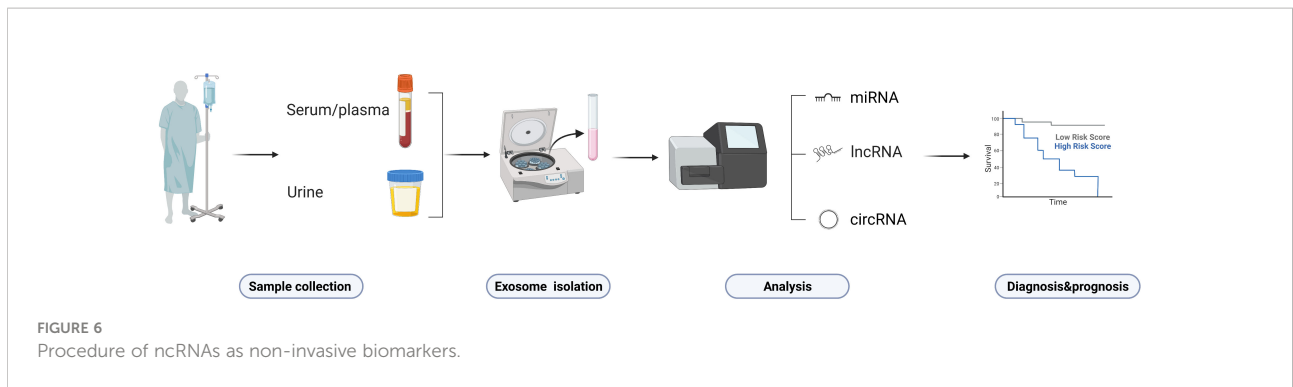 Serum/plasma
Urine
miRNA
lncRNA
circRNA
Survival
100
80
60
40
20
0
Low Risk Score
High Risk Score
Time
Sample collection
Exosome isolation
Analysis
Diagnosis&prognosis
FIGURE 6
Procedure of ncRNAs as non-invasive biomarkers.